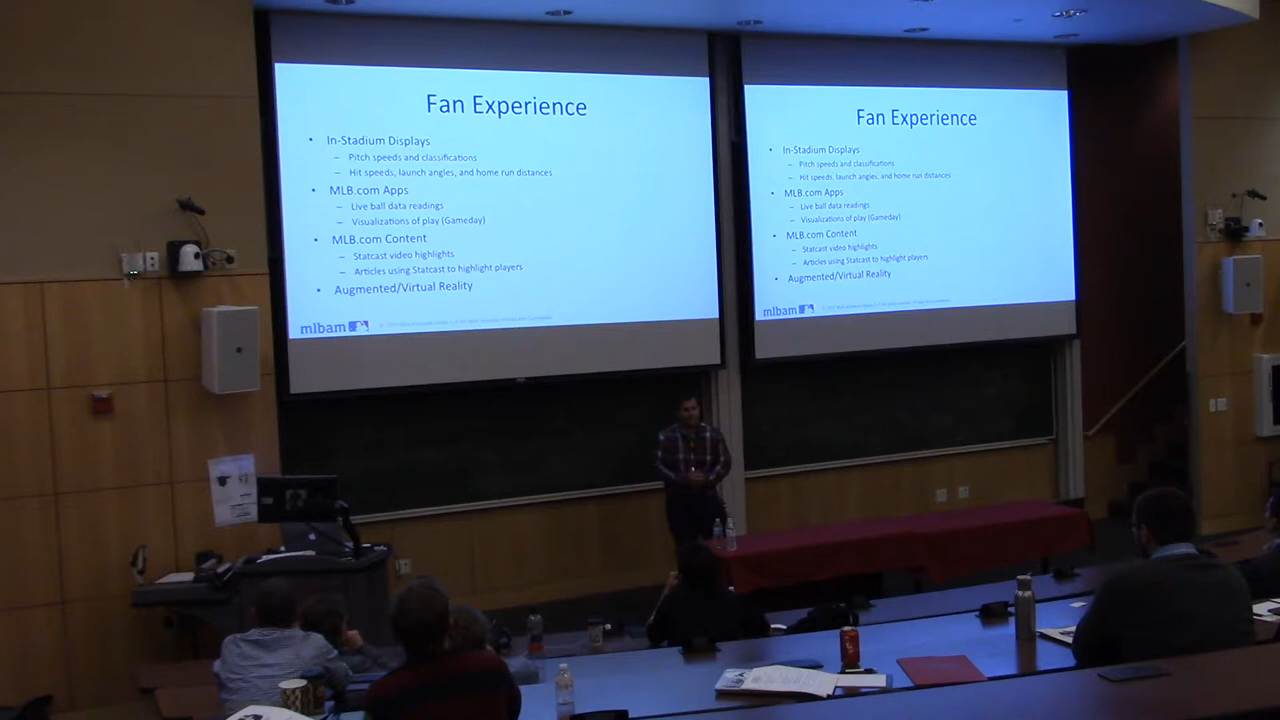 Fan Experience
• In-Stadium Displays
– Pitch speeds and classifications
– Hit speeds, launch angles, and home run distances
• MLB.com Apps
– Live ball data readings
– Visualizations of play (Gameday)
• MLB.com Content
– Statcast video highlights
– Articles using Statcast to highlight players
• Augmented/Virtual Reality
mlbam
Fan Experience
• In-Stadium Displays
– Pitch speeds and classifications
– Hit speeds, launch angles, and home run distances
• MLB.com Apps
– Live ball data readings
– Visualizations of play (Gameday)
• MLB.com Content
– Statcast video highlights
– Articles using Statcast to highlight players
• Augmented/Virtual Reality
mlbam